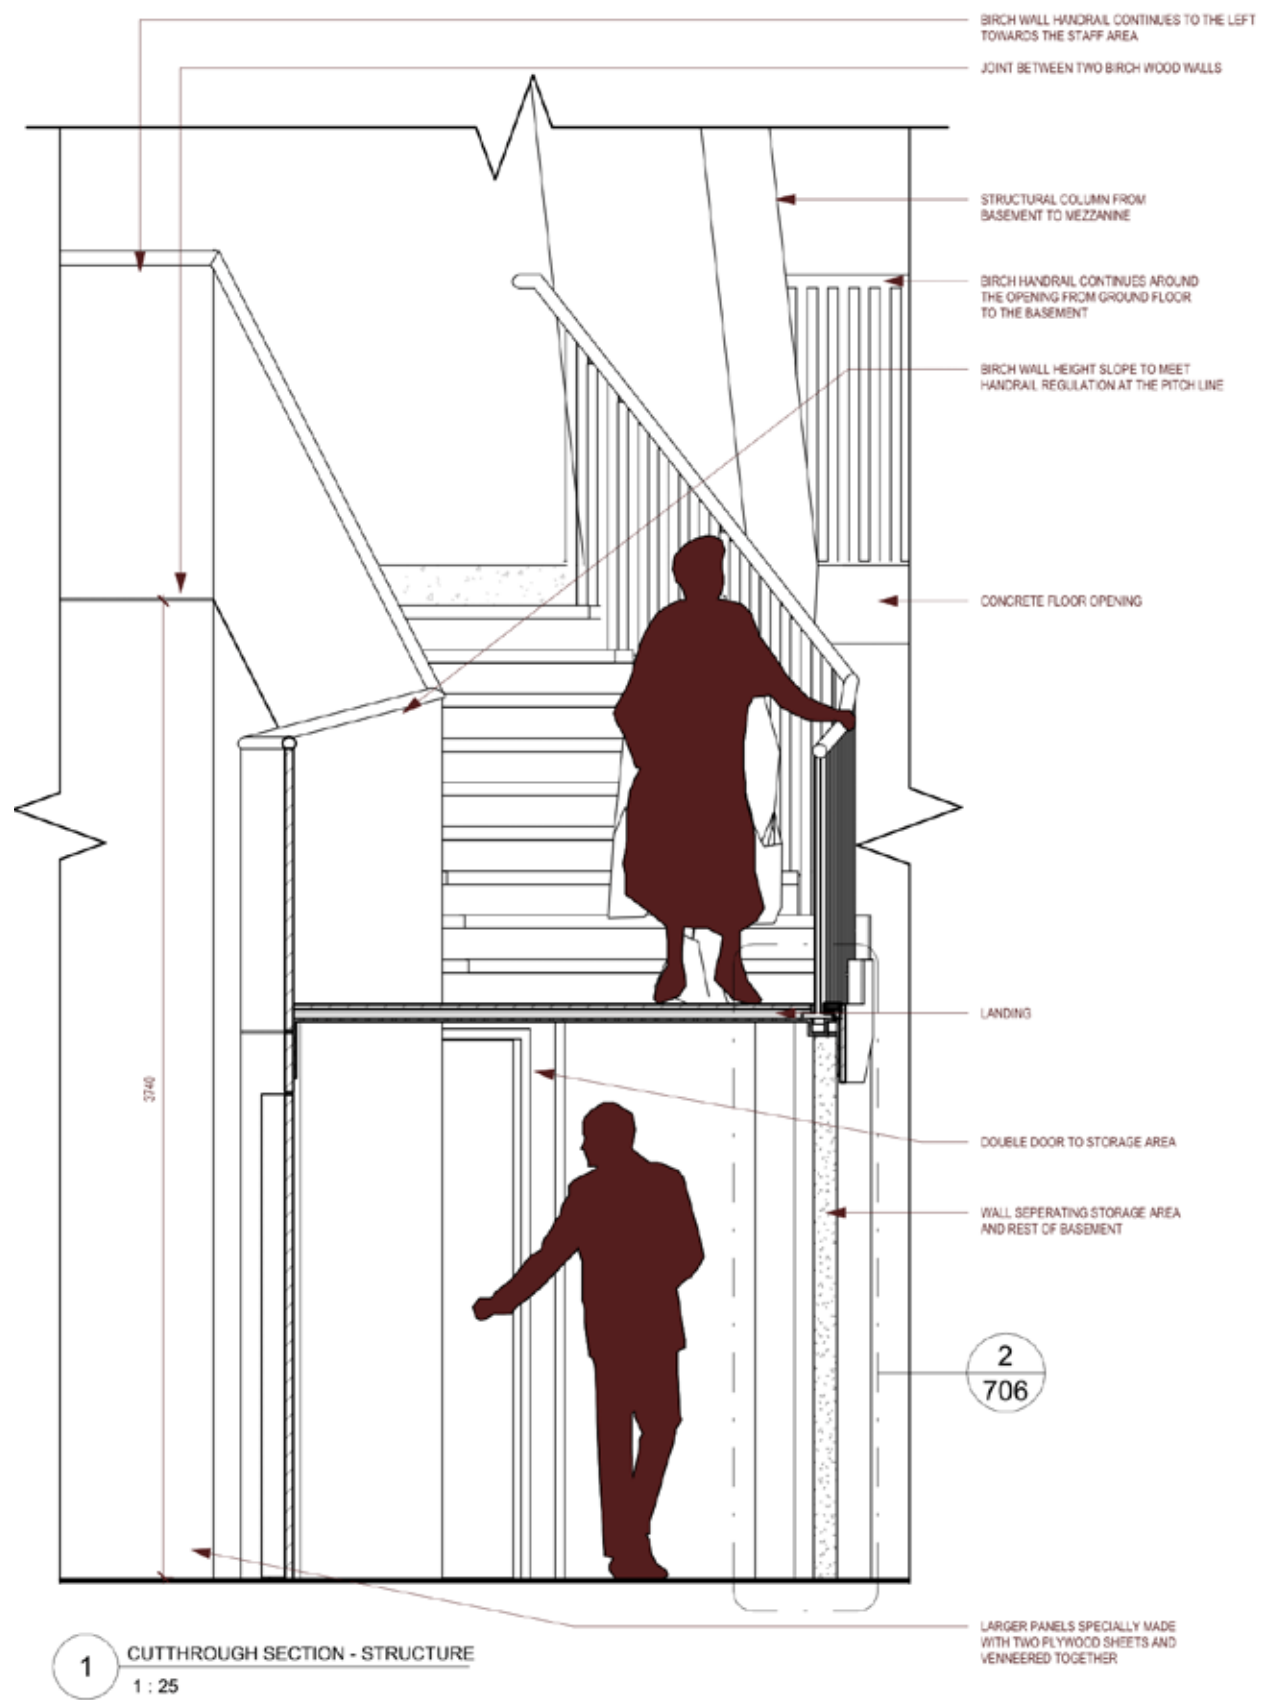 BIRCH WALL HANDRAIL CONTINUES TO THE LEFT
TOWARDS THE STAFF AREA
JOINT BETWEEN TWO BIRCH WOOD WALLS
STRUCTURAL COLUMN FROM
BASEMENT TO MEZZANINE
BIRCH HANDRAIL CONTINUES AROUND
THE OPENING FROM GROUND FLOOR
TO THE BASEMENT
BIRCH WALL HEIGHT SLOPE TO MEET
HANDRAIL REGULATION AT THE PITCH LINE
CONCRETE FLOOR OPENING
LANDING
3740
DOUBLE DOOR TO STORAGE AREA
WALL SEPERATING STORAGE AREA
AND REST OF BASEMENT
2
706
LARGER PANELS SPECIALLY MADE
WITH TWO PLYWOOD SHEETS AND
VENNEERED TOGETHER
1
CUTTHROUGH SECTION - STRUCTURE
1 : 25